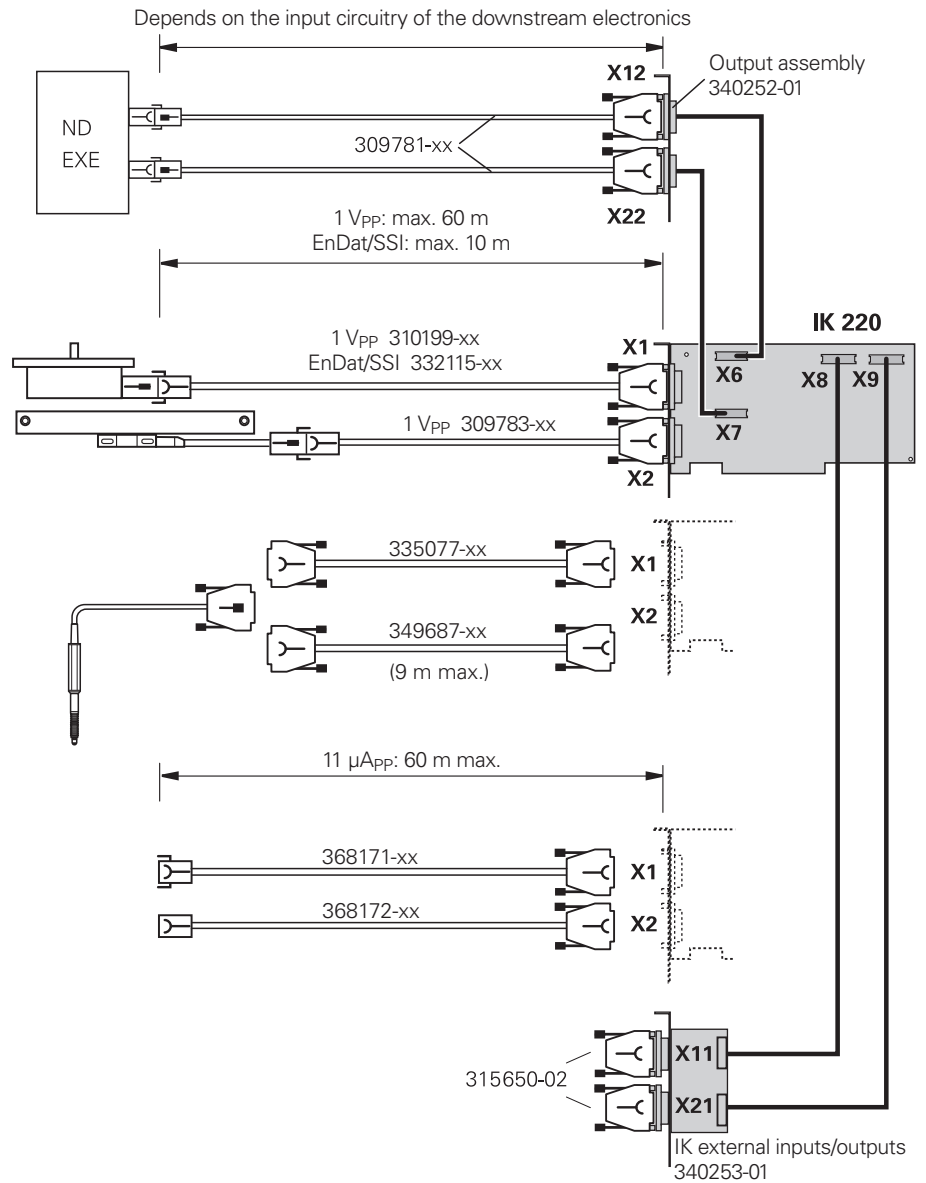 Depends on the input circuitry of the downstream electronics
X12
Output assembly
340252-01
ND
EXE
309781-xx
X22
1 VPP: max. 60 m
EnDat/SSI: max. 10 m
IK 220
1 VPP 310199-xx
EnDat/SSI 332115-xx
X1
X6
X8
X9
1 VPP 309783-xx
X7
X2
335077-xx
X1
X2
349687-xx
(9 m max.)
11 µAPP: 60 m max.
368171-xx
X1
368172-xx
X2
315650-02
X11
X21
IK external inputs/outputs
340253-01